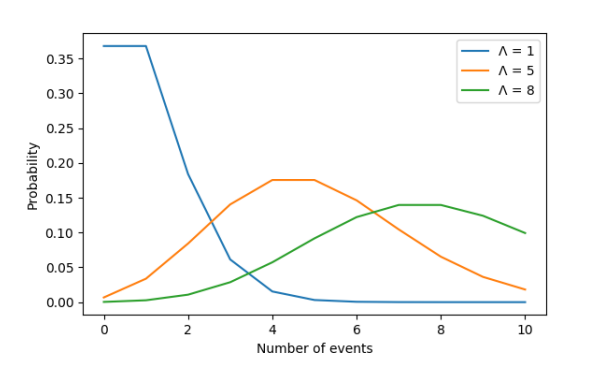 Λ = 1
Λ = 5
Λ = 8
0.35
0.30
0.25
0.20
0.15
0.10
0.05
0.00
Probability
0 2 4 6 8 10
Number of events